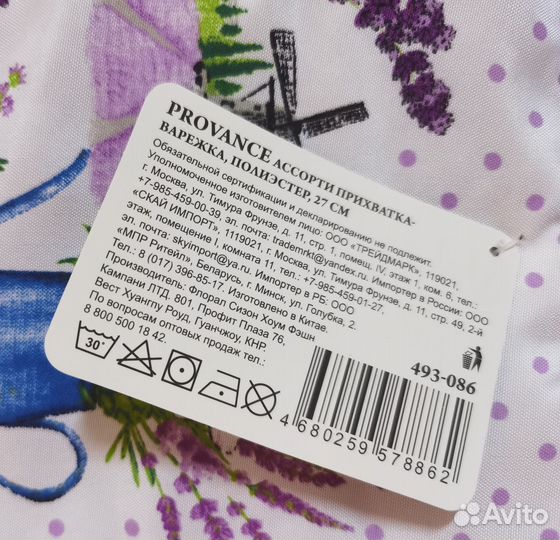 PROVANCE АССОРТИ ПРИХВАТКА-
ВАРЕЖКА, ПОЛИЭСТЕР, 27 СМ
Обязательной сертификации и декларированию не подлежит.
Уполномоченное изготовителем лицо: ООО «ТРЕЙДМАРК», 119021,
г. Москва, ул. Тимура Фрунзе, д. 11, стр. 1, помещ. IV, этаж 1, ком. 6, тел.:
+7-985-459-00-39, эл. почта: trademrkt@yandex.ru. Импортер в России: ООО
«СКАЙ ИМПОРТ», 119021, г. Москва, ул. Тимура Фрунзе, д. 11, стр. 49, 2-й
этаж, помещение I, комната 11, тел.: +7-985-459-01-27,
эл. почта: skyimport@ya.ru. Импортер в РБ: ООО
«МПР Ритейл», Беларусь, г. Минск, ул. Голубка, 2.
Тел.: 8 (017) 396-85-17. Изготовлено в Китае.
Производитель: Флорал Сизон Хоум Фэшн
Кампани ЛТД. 801, Профит Плаза 76,
Вест Хуангпу Роуд, Гуанчжоу, КНР.
По вопросам оптовых продаж тел.:
8 800 500 18 42.
30°
493-086
4 680259 578862
Avito